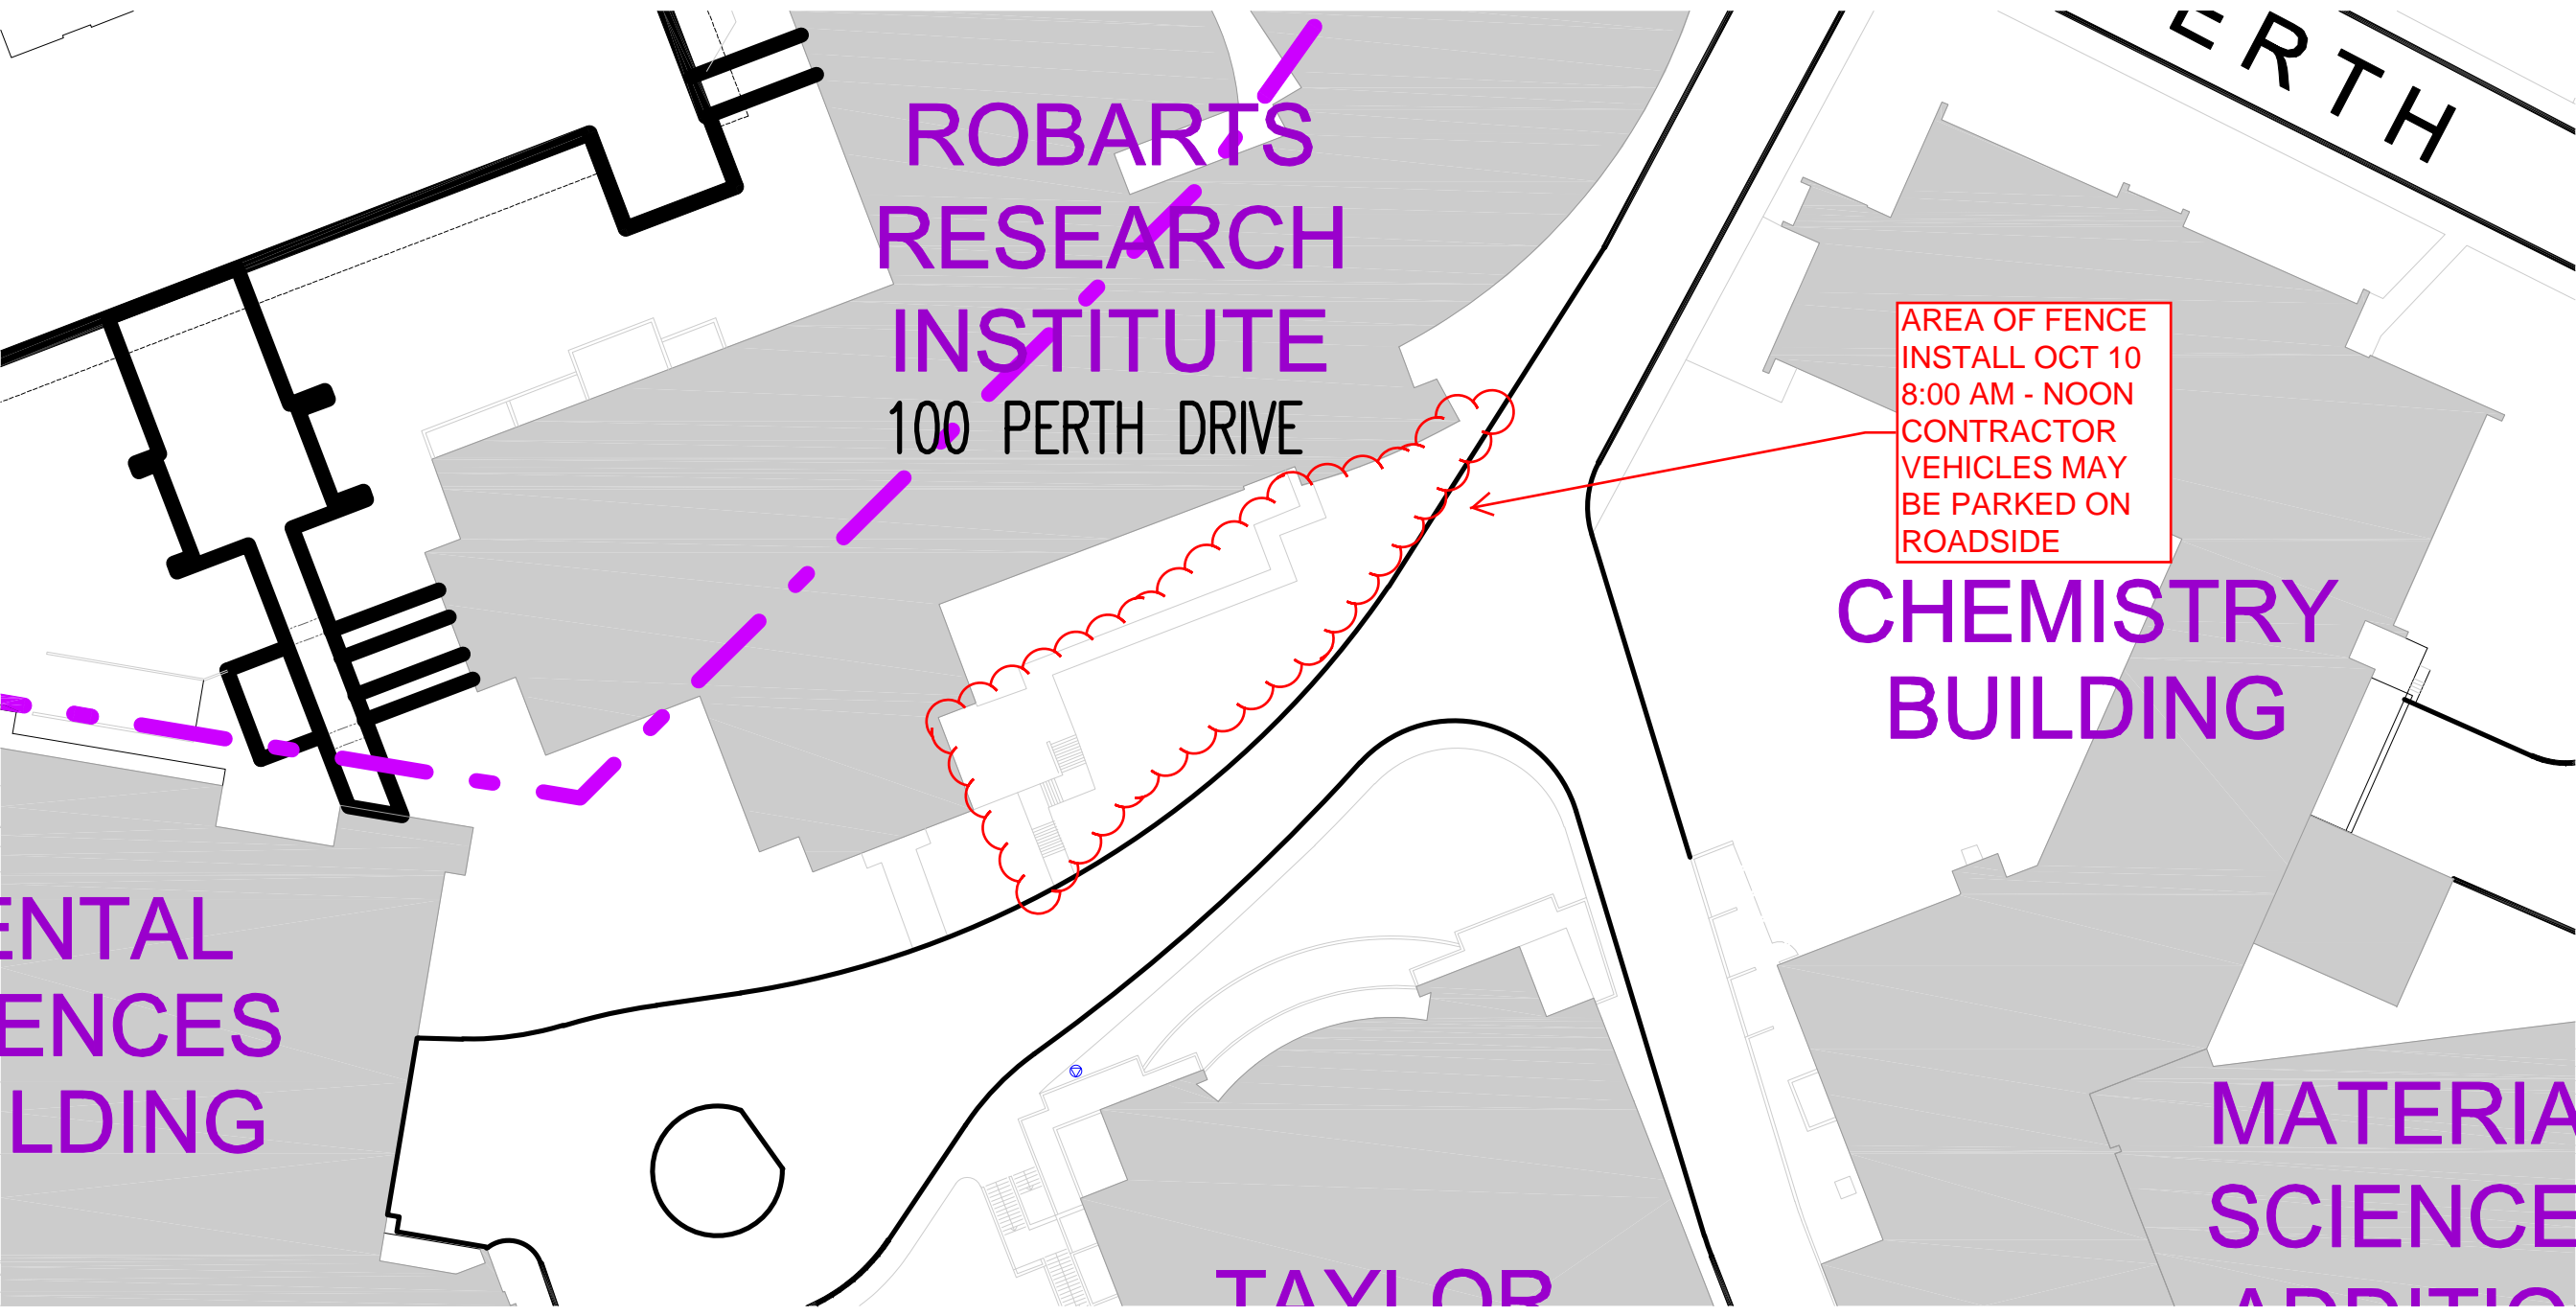 ERTH
ROBARTS
RESEARCH
INSTITUTE
100 PERTH DRIVE
AREA OF FENCE
INSTALL OCT 10
8:00 AM - NOON
CONTRACTOR
VEHICLES MAY
BE PARKED ON
ROADSIDE
CHEMISTRY
BUILDING
ENTAL
ENCES
LDING
MATERIA
SCIENCE
ADDITIO
TAYLOR